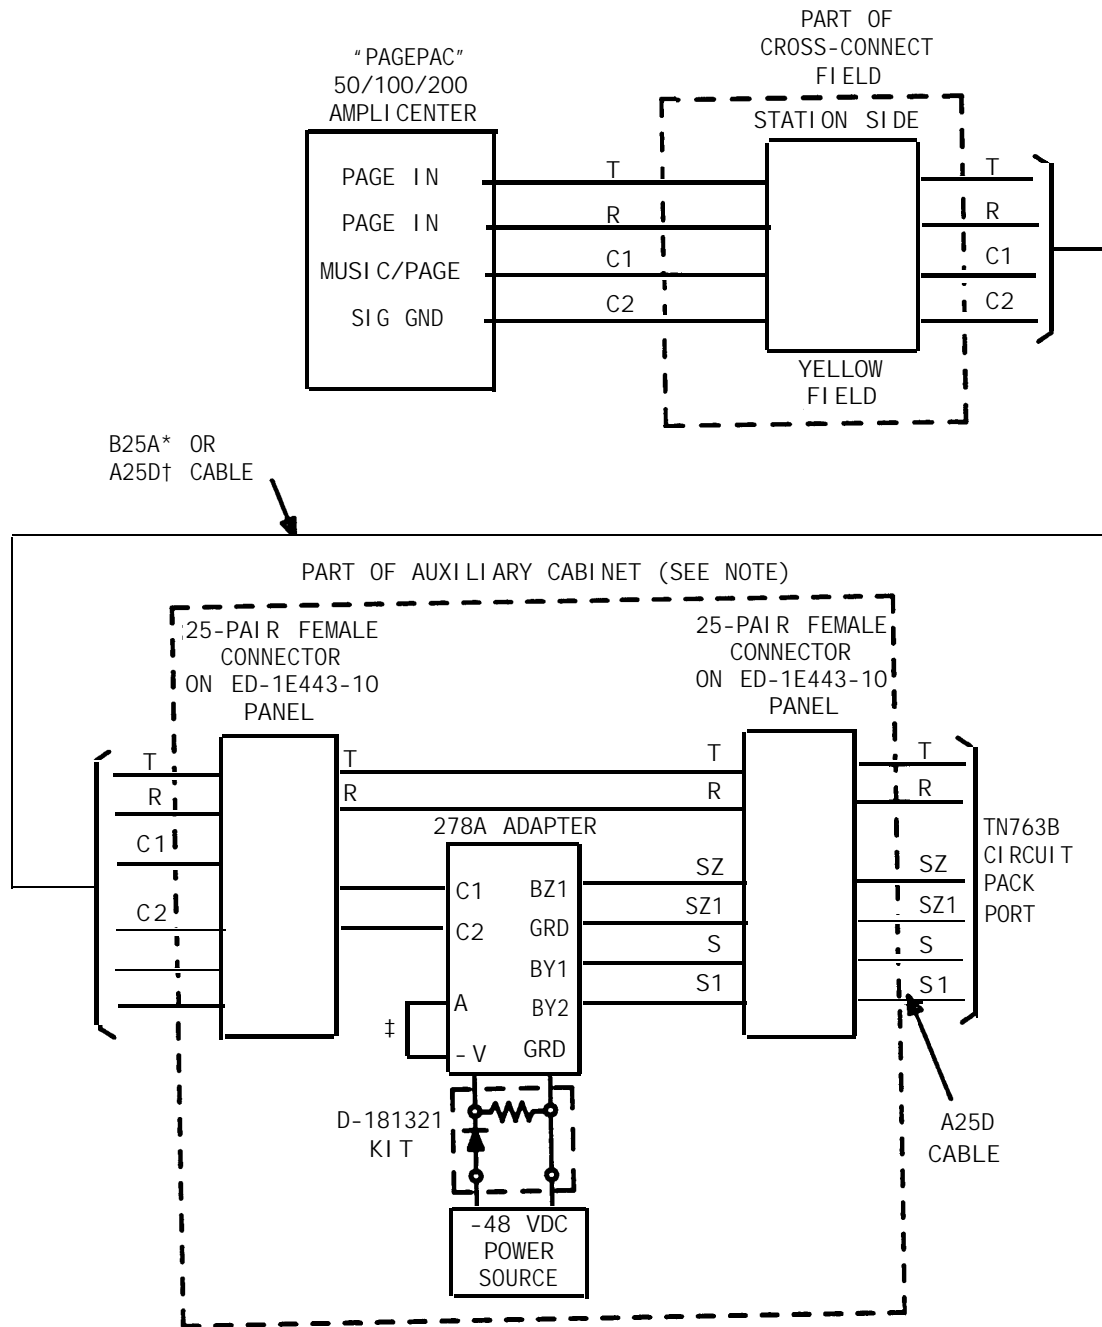 PART OF
CROSS-CONNECT
FIELD
"PAGEPAC"
50/100/200
AMPLICENTER
STATION SIDE
PAGE IN
T
T
PAGE IN
R
R
MUSIC/PAGE
C1
C1
SIG GND
C2
C2
YELLOW
FIELD
B25A* OR
A25D† CABLE
PART OF AUXILIARY CABINET (SEE NOTE)
25-PAIR FEMALE
CONNECTOR
ON ED-1E443-10
PANEL
25-PAIR FEMALE
CONNECTOR
ON ED-1E443-10
PANEL
T
T
T
T
R
R
R
R
C1
278A ADAPTER
TN763B
CIRCUIT
PACK
PORT
C2
C1
BZ1
SZ
SZ
C2
GRD
SZ1
SZ1
BY1
S
S
A
BY2
S1
S1
‡
-V
GRD
D-181321
KIT
A25D
CABLE
-48 VDC
POWER
SOURCE